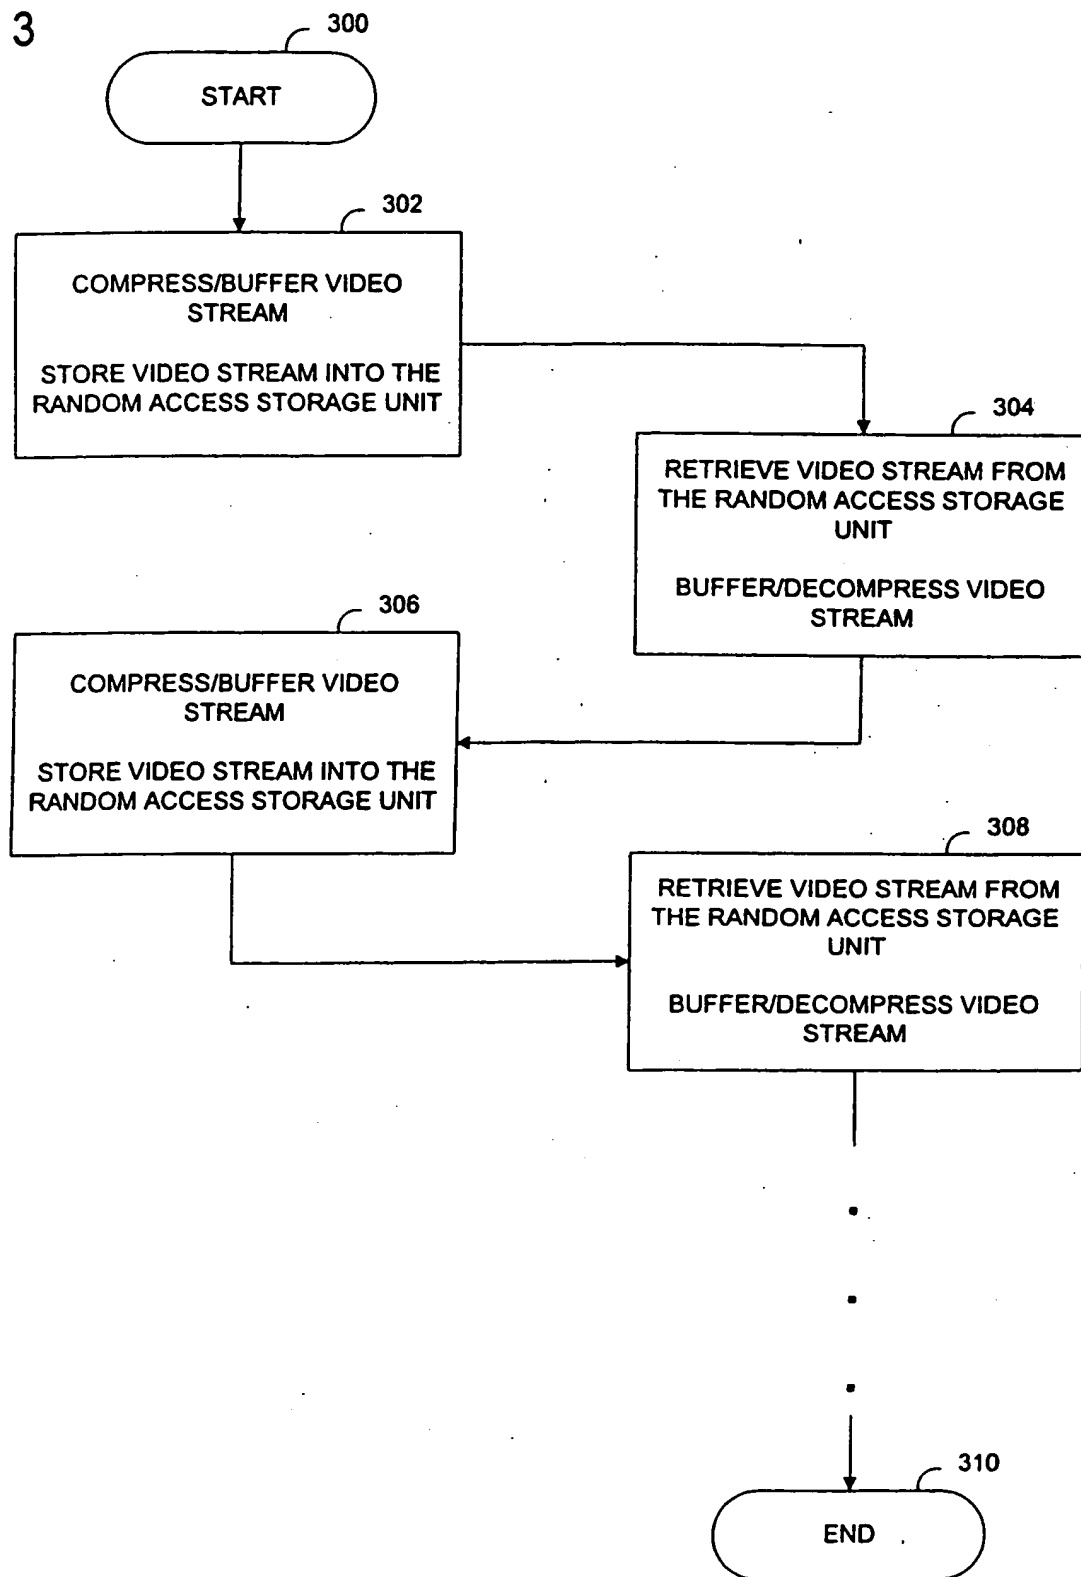 3
300
START
302
COMPRESS/BUFFER VIDEO
STREAM
STORE VIDEO STREAM INTO THE
RANDOM ACCESS STORAGE UNIT
304
RETRIEVE VIDEO STREAM FROM
THE RANDOM ACCESS STORAGE
UNIT
BUFFER/DECOMPRESS VIDEO
STREAM
306
COMPRESS/BUFFER VIDEO
STREAM
STORE VIDEO STREAM INTO THE
RANDOM ACCESS STORAGE UNIT
308
RETRIEVE VIDEO STREAM FROM
THE RANDOM ACCESS STORAGE
UNIT
BUFFER/DECOMPRESS VIDEO
STREAM
310
END